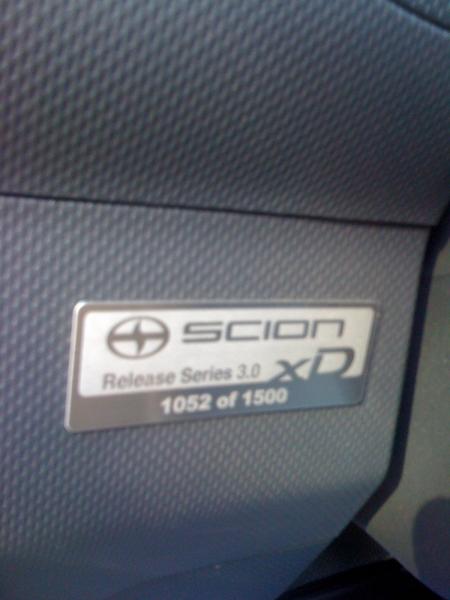 SCION
Release Series 3.0 xD
1052 of 1500